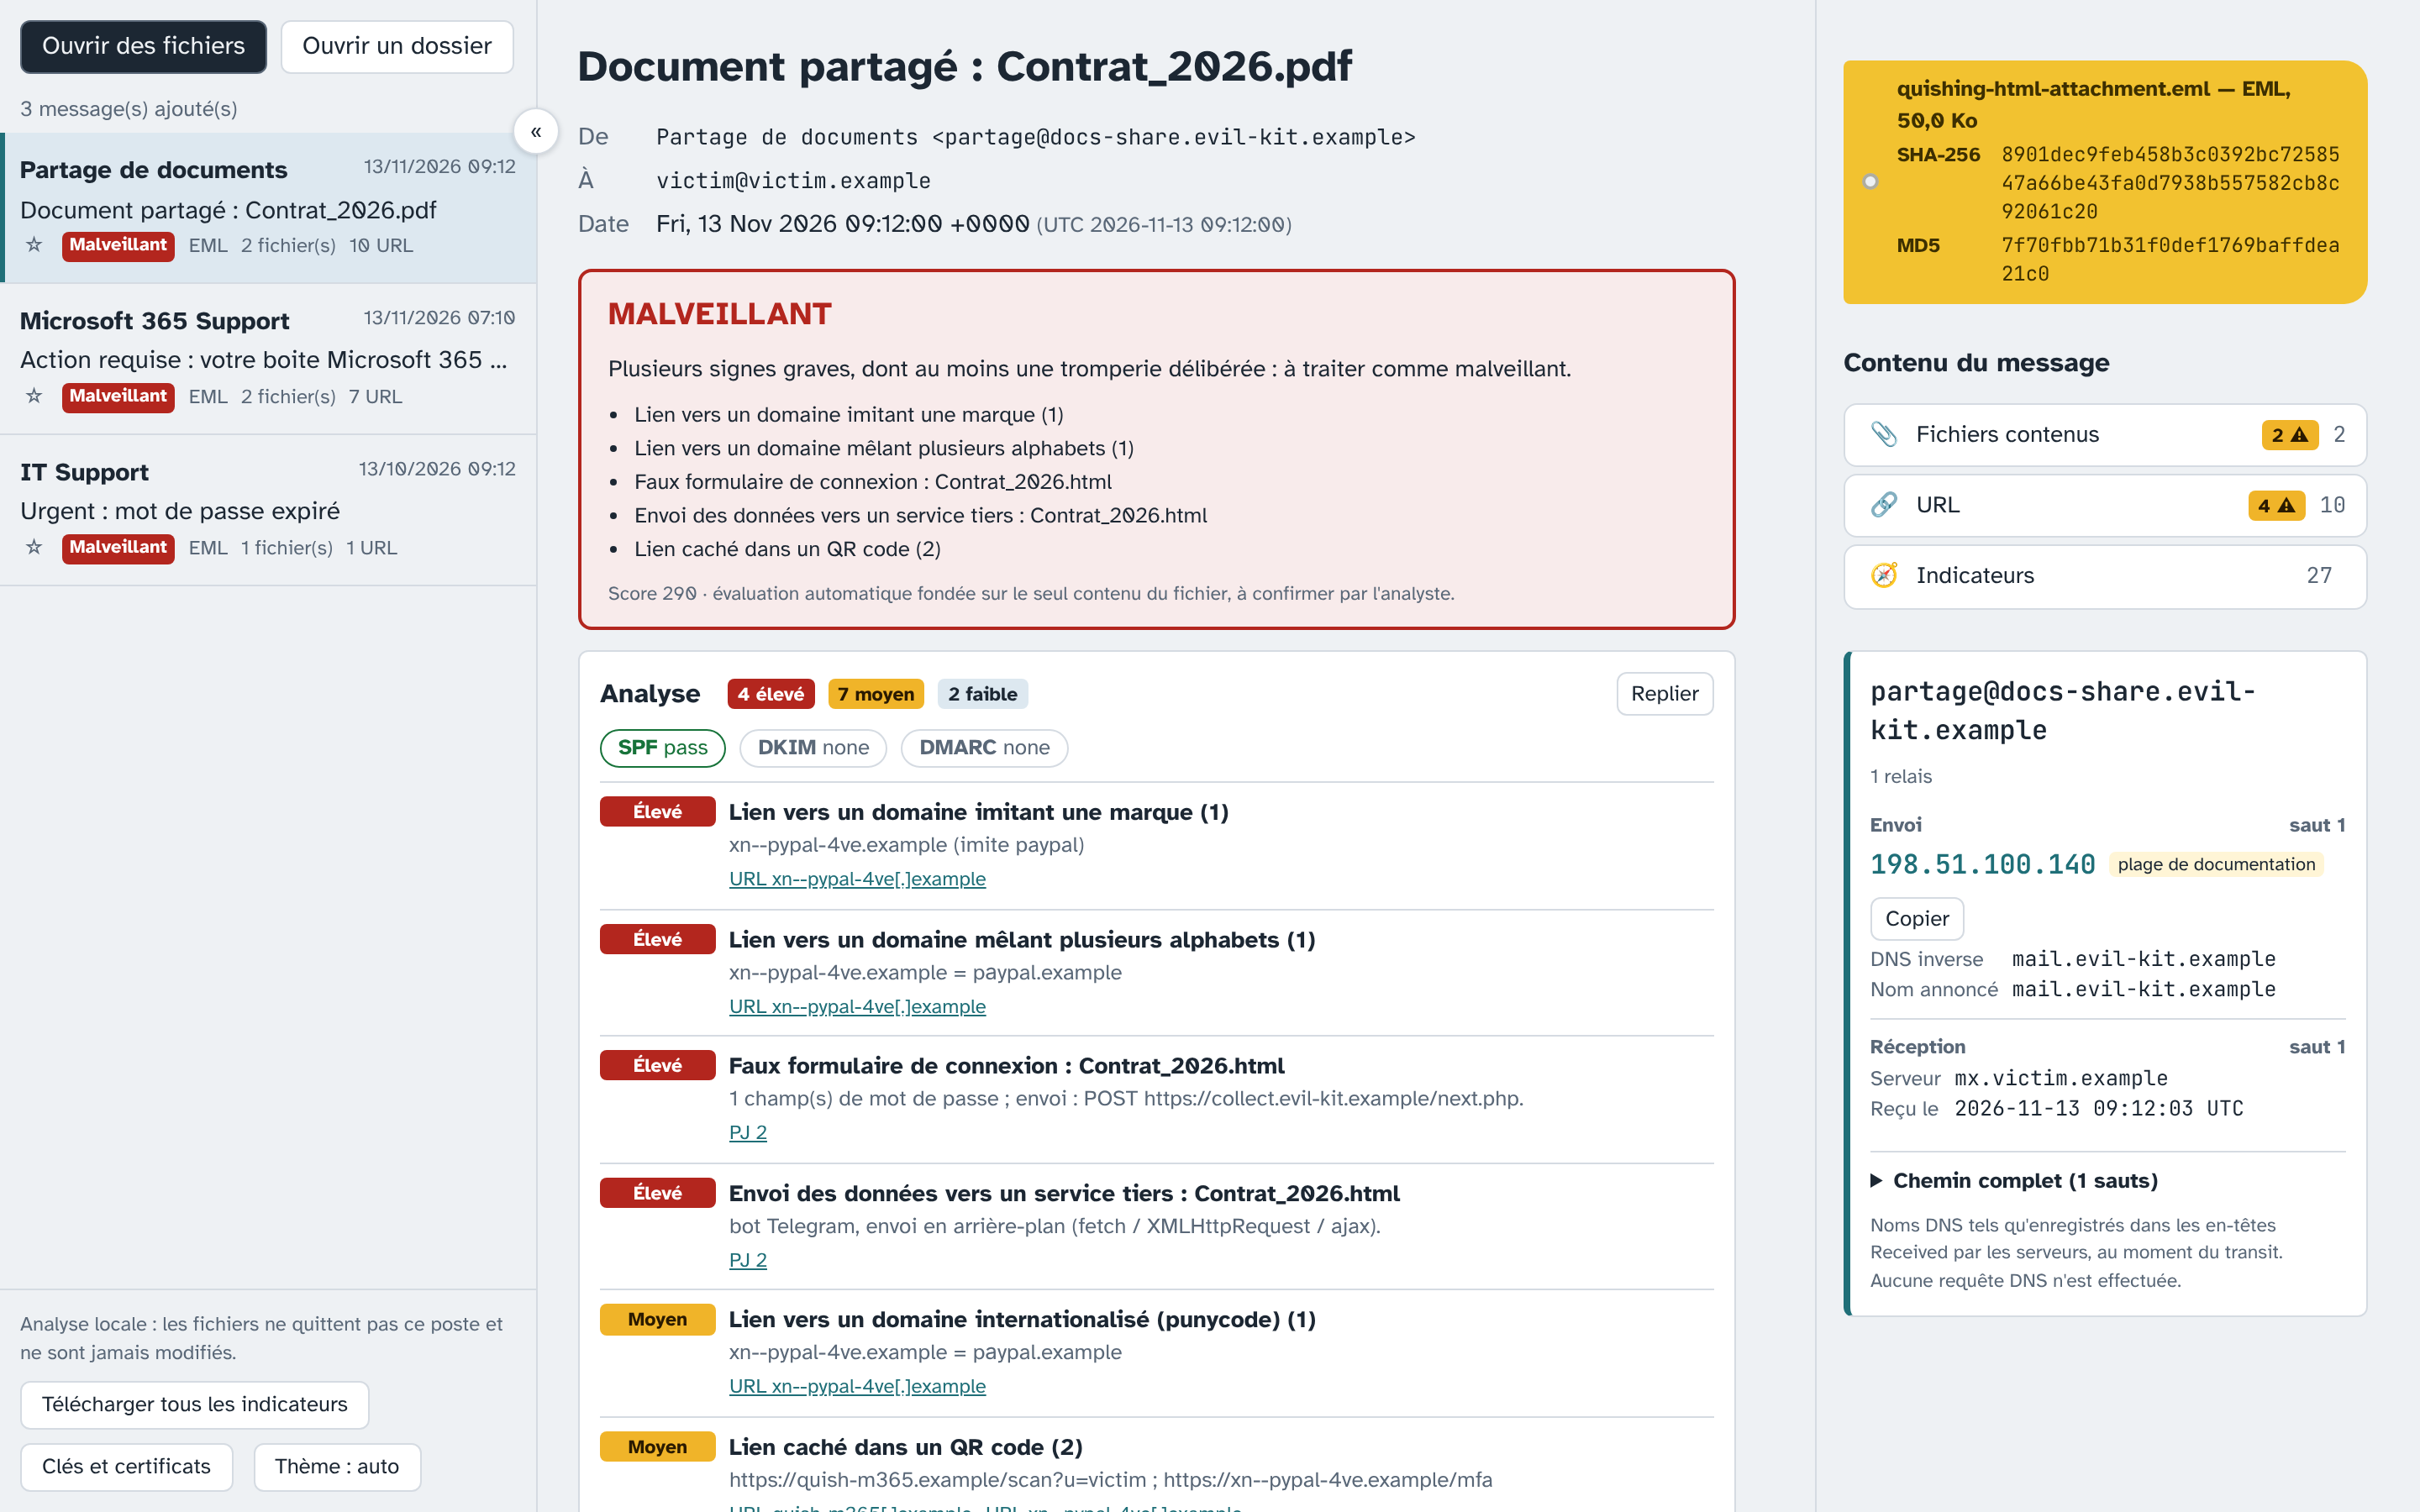 Ouvrir des fichiers
Ouvrir un dossier
3 message(s) ajouté(s)
«
Partage de documents 13/11/2026 09:12
Document partagé : Contrat_2026.pdf
☆ Malveillant EML 2 fichier(s) 10 URL
Microsoft 365 Support 13/11/2026 07:10
Action requise : votre boite Microsoft 365 ...
☆ Malveillant EML 2 fichier(s) 7 URL
IT Support 13/10/2026 09:12
Urgent : mot de passe expiré
☆ Malveillant EML 1 fichier(s) 1 URL
Analyse locale : les fichiers ne quittent pas ce poste et
ne sont jamais modifiés.
Télécharger tous les indicateurs
Clés et certificats
Thème : auto
Document partagé : Contrat_2026.pdf
De Partage de documents <partage@docs-share.evil-kit.example>
À victim@victim.example
Date Fri, 13 Nov 2026 09:12:00 +0000 (UTC 2026-11-13 09:12:00)
MALVEILLANT
Plusieurs signes graves, dont au moins une tromperie délibérée : à traiter comme malveillant.
• Lien vers un domaine imitant une marque (1)
• Lien vers un domaine mêlant plusieurs alphabets (1)
• Faux formulaire de connexion : Contrat_2026.html
• Envoi des données vers un service tiers : Contrat_2026.html
• Lien caché dans un QR code (2)
Score 290 · évaluation automatique fondée sur le seul contenu du fichier, à confirmer par l'analyste.
Analyse 4 élevé 7 moyen 2 faible Replier
SPF pass DKIM none DMARC none
Élevé Lien vers un domaine imitant une marque (1)
xn--pypal-4ve.example (imite paypal)
URL xn--pypal-4ve[.]example
Élevé Lien vers un domaine mêlant plusieurs alphabets (1)
xn--pypal-4ve.example = paypal.example
URL xn--pypal-4ve[.]example
Élevé Faux formulaire de connexion : Contrat_2026.html
1 champ(s) de mot de passe ; envoi : POST https://collect.evil-kit.example/next.php.
PJ 2
Élevé Envoi des données vers un service tiers : Contrat_2026.html
bot Telegram, envoi en arrière-plan (fetch / XMLHttpRequest / ajax).
PJ 2
Moyen Lien vers un domaine internationalisé (punycode) (1)
xn--pypal-4ve.example = paypal.example
URL xn--pypal-4ve[.]example
Moyen Lien caché dans un QR code (2)
https://quish-m365.example/scan?u=victim ; https://xn--pypal-4ve.example/mfa
quishing-html-attachment.eml — EML,
50,0 Ko
SHA-256 8901dec9feb458b3c0392bc72585
47a66be43fa0d7938b557582cb8c
92061c20
MD5 7f70fbb71b31f0def1769baffdea
21c0
Contenu du message
Fichiers contenus 2 ⚠ 2
URL 4 ⚠ 10
Indicateurs 27
partage@docs-share.evil-
kit.example
1 relais
Envoi saut 1
198.51.100.140 plage de documentation
Copier
DNS inverse mail.evil-kit.example
Nom annoncé mail.evil-kit.example
Réception saut 1
Serveur mx.victim.example
Reçu le 2026-11-13 09:12:03 UTC
▶ Chemin complet (1 sauts)
Noms DNS tels qu'enregistrés dans les en-têtes
Received par les serveurs, au moment du transit.
Aucune requête DNS n'est effectuée.